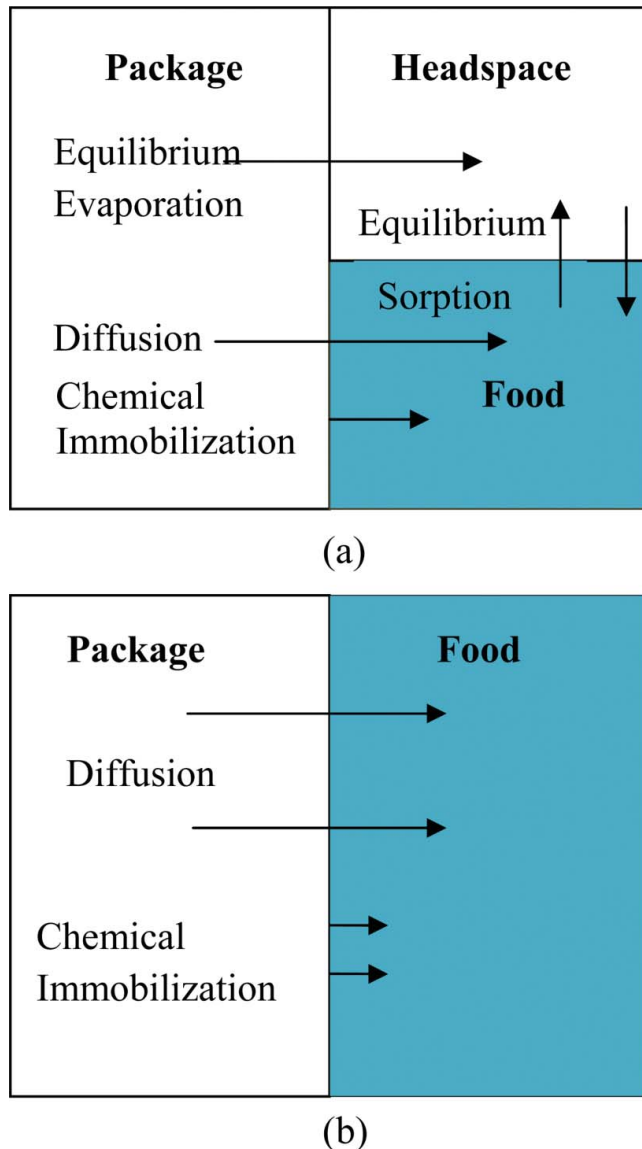 Package
Headspace
Equilibrium
Evaporation
Equilibrium
Sorption
Diffusion
Chemical
Immobilization
Food
(a)
Package
Food
Diffusion
Chemical
Immobilization
(b)